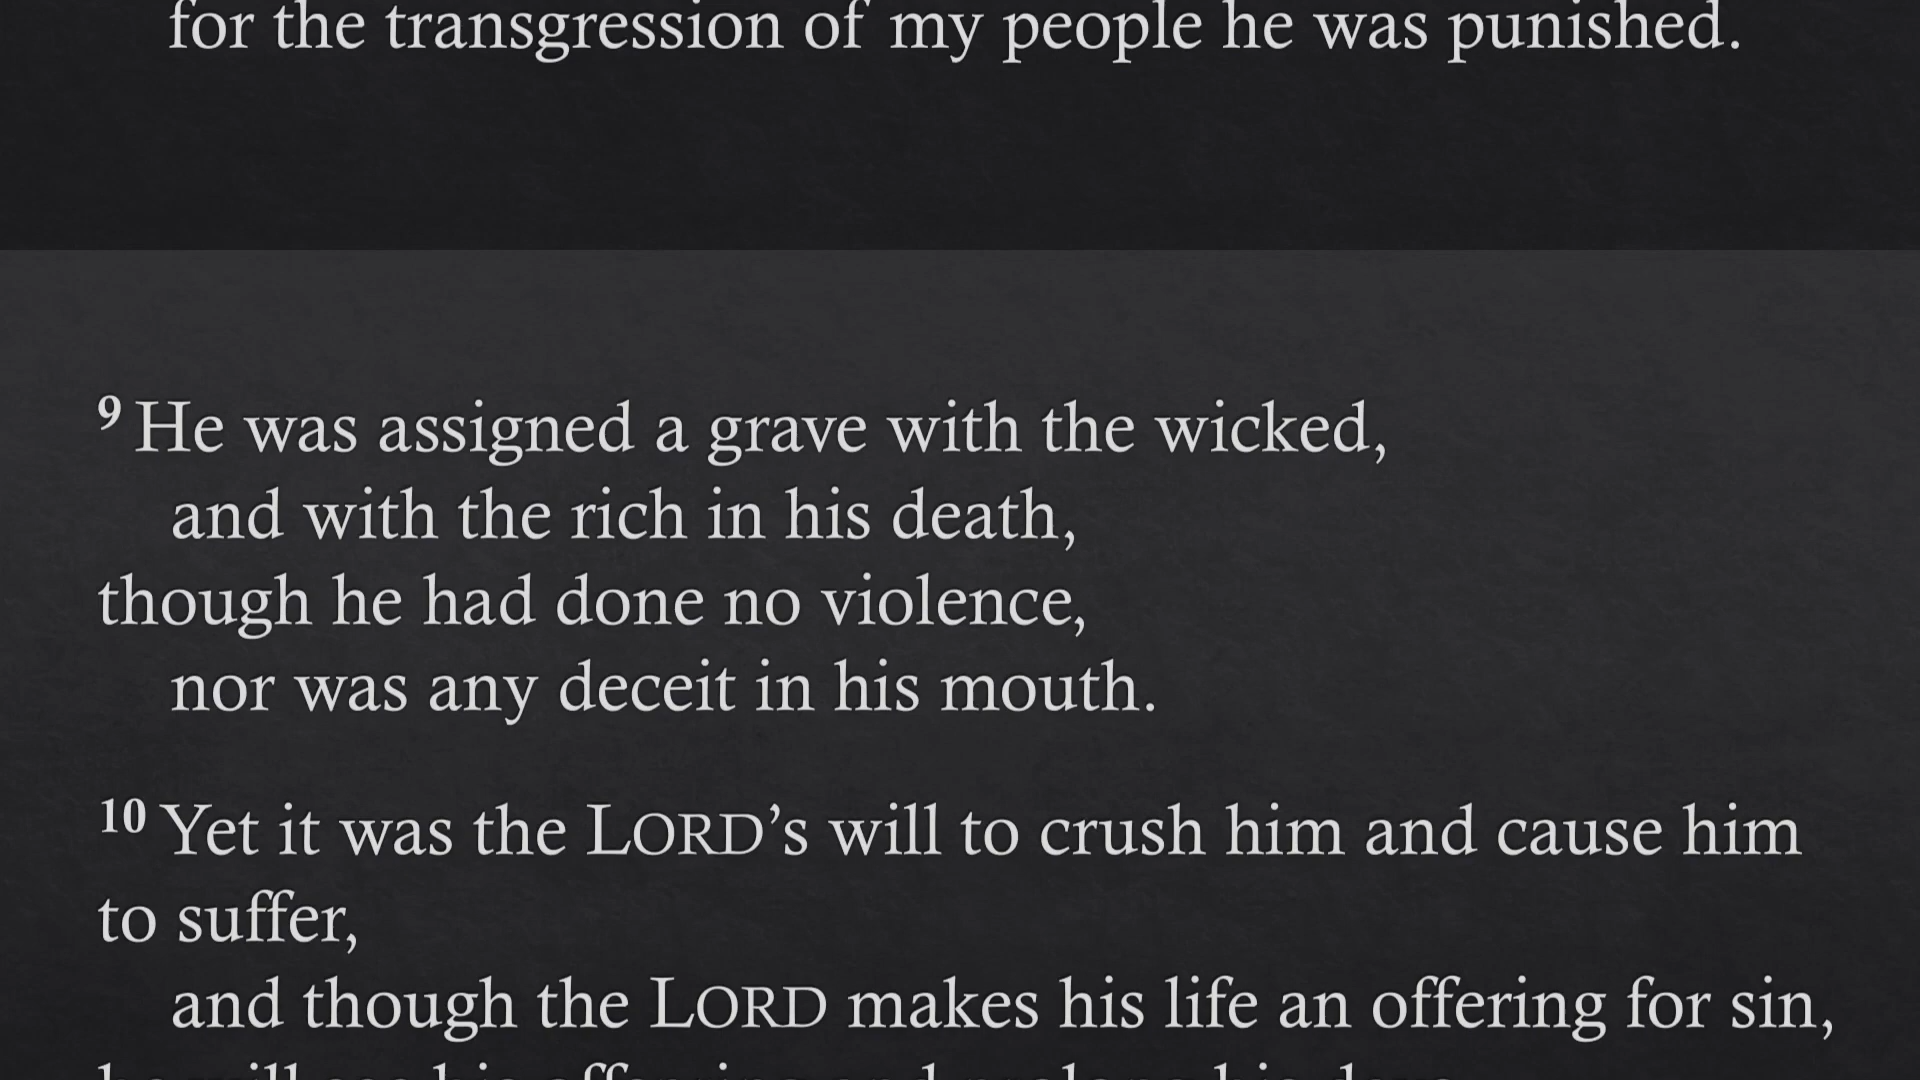 for the transgression of my people he was punished.
9 He was assigned a grave with the wicked,
and with the rich in his death,
though he had done no violence,
nor was any deceit in his mouth.
10 Yet it was the LORD’s will to crush him and cause him
to suffer,
and though the LORD makes his life an offering for sin,